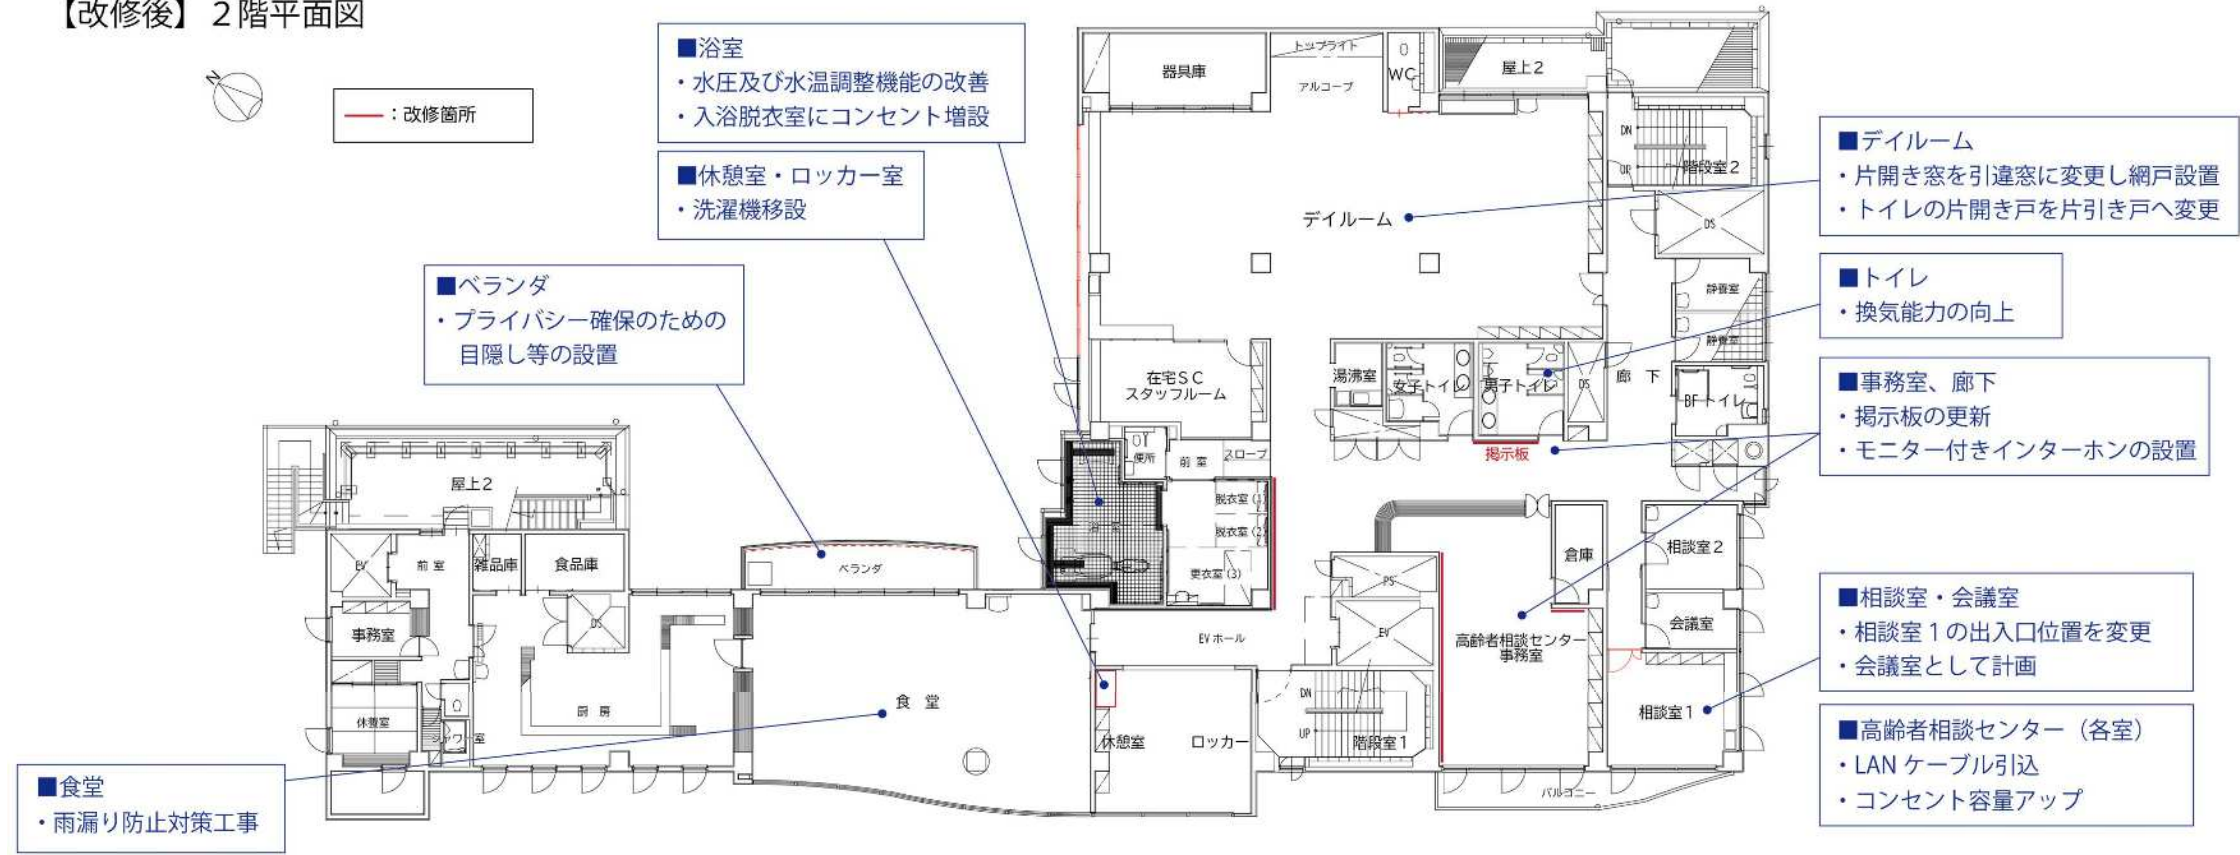 【改修後】２階平面図
N
：改修箇所
■浴室
・水圧及び水温調整機能の改善
・入浴脱衣室にコンセント増設
■休憩室・ロッカー室
・洗濯機移設
■ベランダ
・プライバシー確保のための
目隠し等の設置
■食堂
・雨漏り防止対策工事
■デイルーム
・片開き窓を引違窓に変更し網戸設置
・トイレの片開き戸を片引き戸へ変更
■トイレ
・換気能力の向上
■事務室、廊下
・掲示板の更新
・モニター付きインターホンの設置
■相談室・会議室
・相談室１の出入口位置を変更
・会議室として計画
■高齢者相談センター（各室）
・LAN ケーブル引込
・コンセント容量アップ
器具庫
トップライト
アルコーブ
WC
屋上2
DN
UP
階段室2
デイルーム
DS
静養室
静養室
在宅ＳＣ
スタッフルーム
湯沸室
女子トイレ
男子トイレ
DS
廊 下
BFトイレ
便所
前室
スロープ
掲示板
脱衣室(1)
脱衣室(2)
更衣室(3)
浴室
屋上2
EV
前室
雑品庫
食品庫
ベランダ
DS
事務室
休養室
シャワー室
厨房
食 堂
EVホール
休憩室
ロッカー
PS
EV
DN
UP
階段室1
高齢者相談センター
事務室
倉庫
相談室2
会議室
相談室1
バルコニー